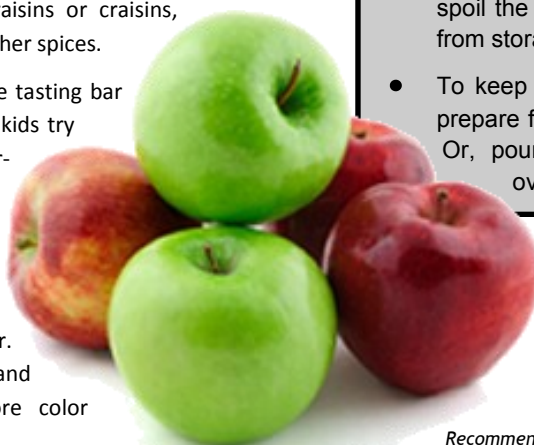 raisins or craisins,
her spices.
e tasting bar
kids try
r-
r.
and
re color
spoil the
from stora
To keep
prepare f
Or, pour
ov
Recommen